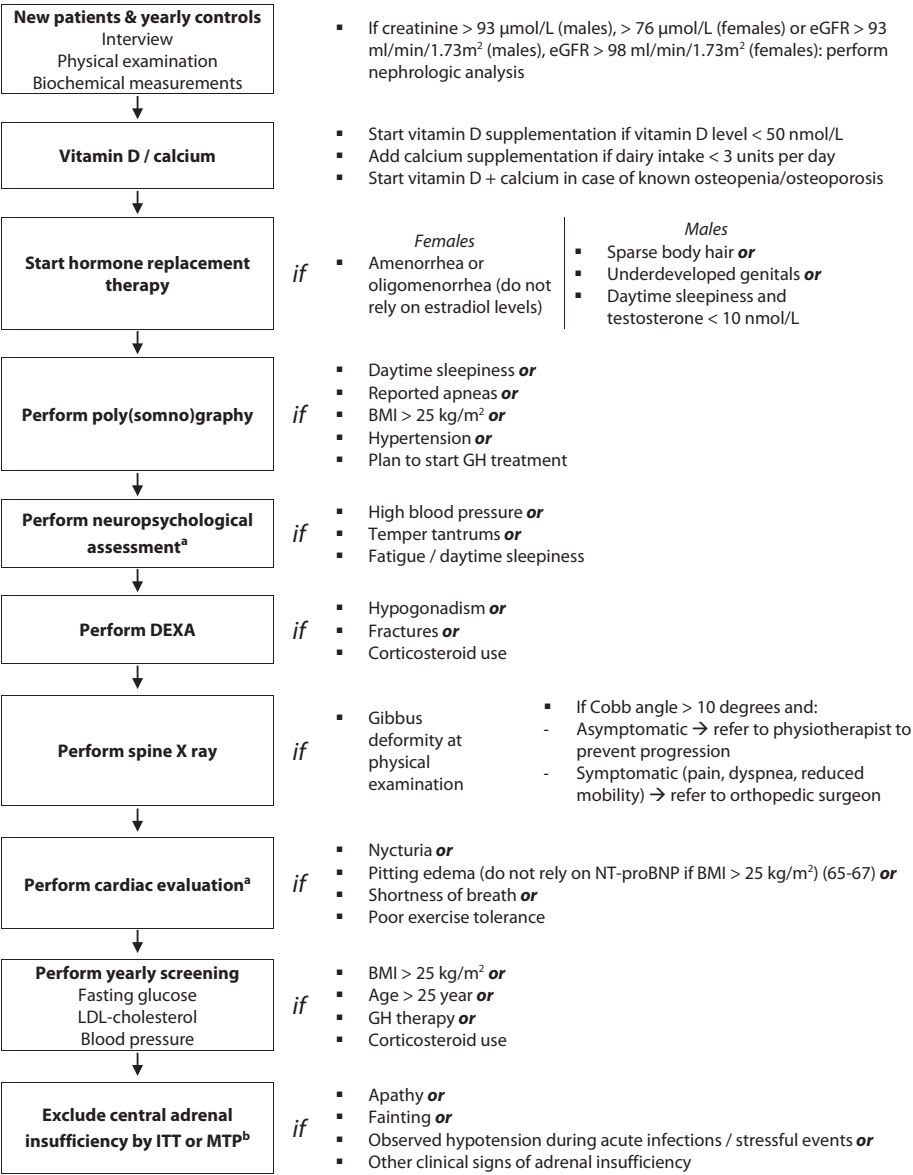 New patients & yearly controls
Interview
Physical examination
Biochemical measurements
▪ If creatinine > 93 μmol/L (males), > 76 μmol/L (females) or eGFR > 93
ml/min/1.73m² (males), eGFR > 98 ml/min/1.73m² (females): perform
nephrologic analysis
Vitamin D / calcium
▪ Start vitamin D supplementation if vitamin D level < 50 nmol/L
▪ Add calcium supplementation if dairy intake < 3 units per day
▪ Start vitamin D + calcium in case of known osteopenia/osteoporosis
Start hormone replacement
therapy
if
Females
▪ Amenorrhea or
oligomenorrhea (do not
rely on estradiol levels)
Males
▪ Sparse body hair or
▪ Underdeveloped genitals or
▪ Daytime sleepiness and
testosterone < 10 nmol/L
Perform poly(somno)graphy
if
▪ Daytime sleepiness or
▪ Reported apneas or
▪ BMI > 25 kg/m² or
▪ Hypertension or
▪ Plan to start GH treatment
Perform neuropsychological
assessmentᵃ
if
▪ High blood pressure or
▪ Temper tantrums or
▪ Fatigue / daytime sleepiness
Perform DEXA
if
▪ Hypogonadism or
▪ Fractures or
▪ Corticosteroid use
Perform spine X ray
if
▪ Gibbus
deformity at
physical
examination
▪ If Cobb angle > 10 degrees and:
- Asymptomatic → refer to physiotherapist to
prevent progression
- Symptomatic (pain, dyspnea, reduced
mobility) → refer to orthopedic surgeon
Perform cardiac evaluationᵃ
if
▪ Nycturia or
▪ Pitting edema (do not rely on NT-proBNP if BMI > 25 kg/m²) (65-67) or
▪ Shortness of breath or
▪ Poor exercise tolerance
Perform yearly screening
Fasting glucose
LDL-cholesterol
Blood pressure
if
▪ BMI > 25 kg/m² or
▪ Age > 25 year or
▪ GH therapy or
▪ Corticosteroid use
Exclude central adrenal
insufficiency by ITT or MTPᵇ
if
▪ Apathy or
▪ Fainting or
▪ Observed hypotension during acute infections / stressful events or
▪ Other clinical signs of adrenal insufficiency